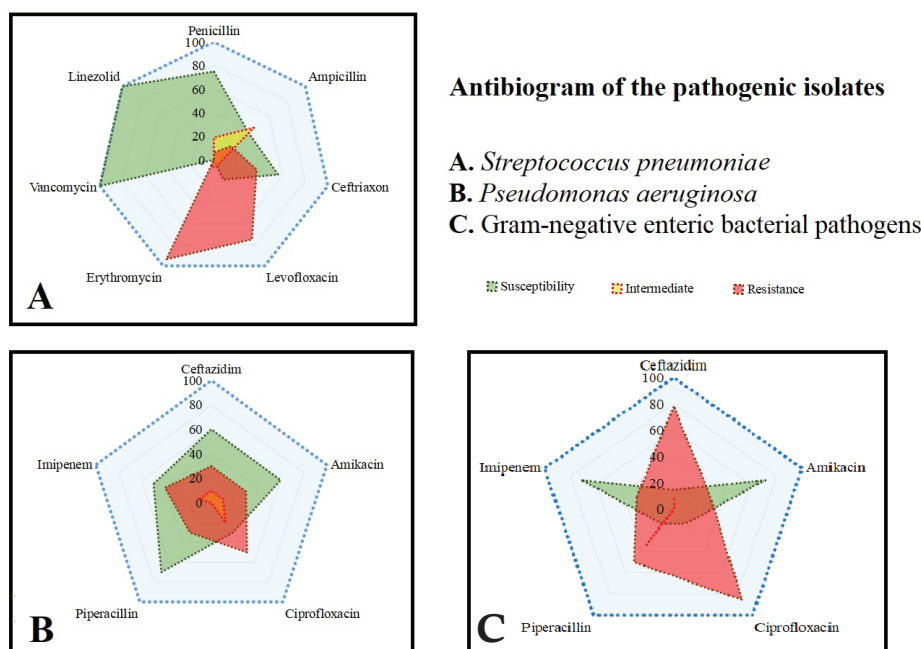 Penicillin
100
Linezolid
Ampicillin
80
60
40
20
0
Vancomycin
Ceftriaxon
Erythromycin
Levofloxacin
A
Antibiogram of the pathogenic isolates
A. Streptococcus pneumoniae
B. Pseudomonas aeruginosa
C. Gram-negative enteric bacterial pathogens
Susceptibility Intermediate Resistance
Ceftazidim
100
80
60
40
20
0
Imipenem
Amikacin
Piperacillin
Ciprofloxacin
B
Ceftazidim
100
80
60
40
20
0
Imipenem
Amikacin
Piperacillin
Ciprofloxacin
C